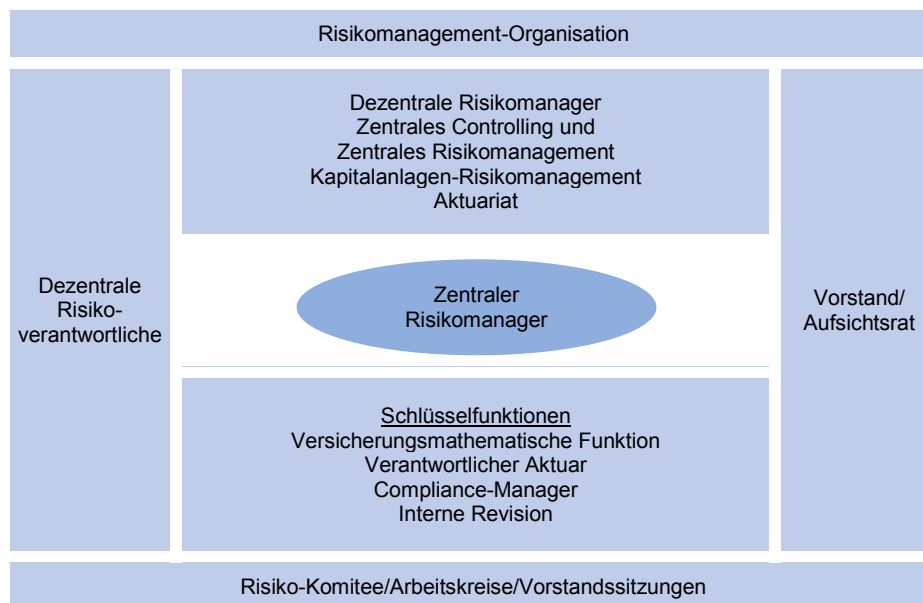 Risikomanagement-Organisation
Dezentrale Risikomanager
Zentrales Controlling und
Zentrales Risikomanagement
Kapitalanlagen-Risikomanagement
Aktuariat
Dezentrale
Risiko-
verantwortliche
Zentraler
Risikomanager
Vorstand/
Aufsichtsrat
Schlüsselfunktionen
Versicherungsmathematische Funktion
Verantwortlicher Aktuar
Compliance-Manager
Interne Revision
Risiko-Komitee/Arbeitskreise/Vorstandssitzungen